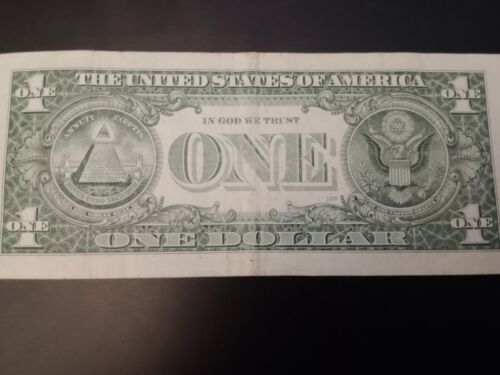 1 ONE
THE UNITED STATES OF AMERICA
1 ONE
ANNUIT CŒPTIS
IN GOD WE TRUST
ONE
1 ONE
ONE DOLLAR
1 ONE